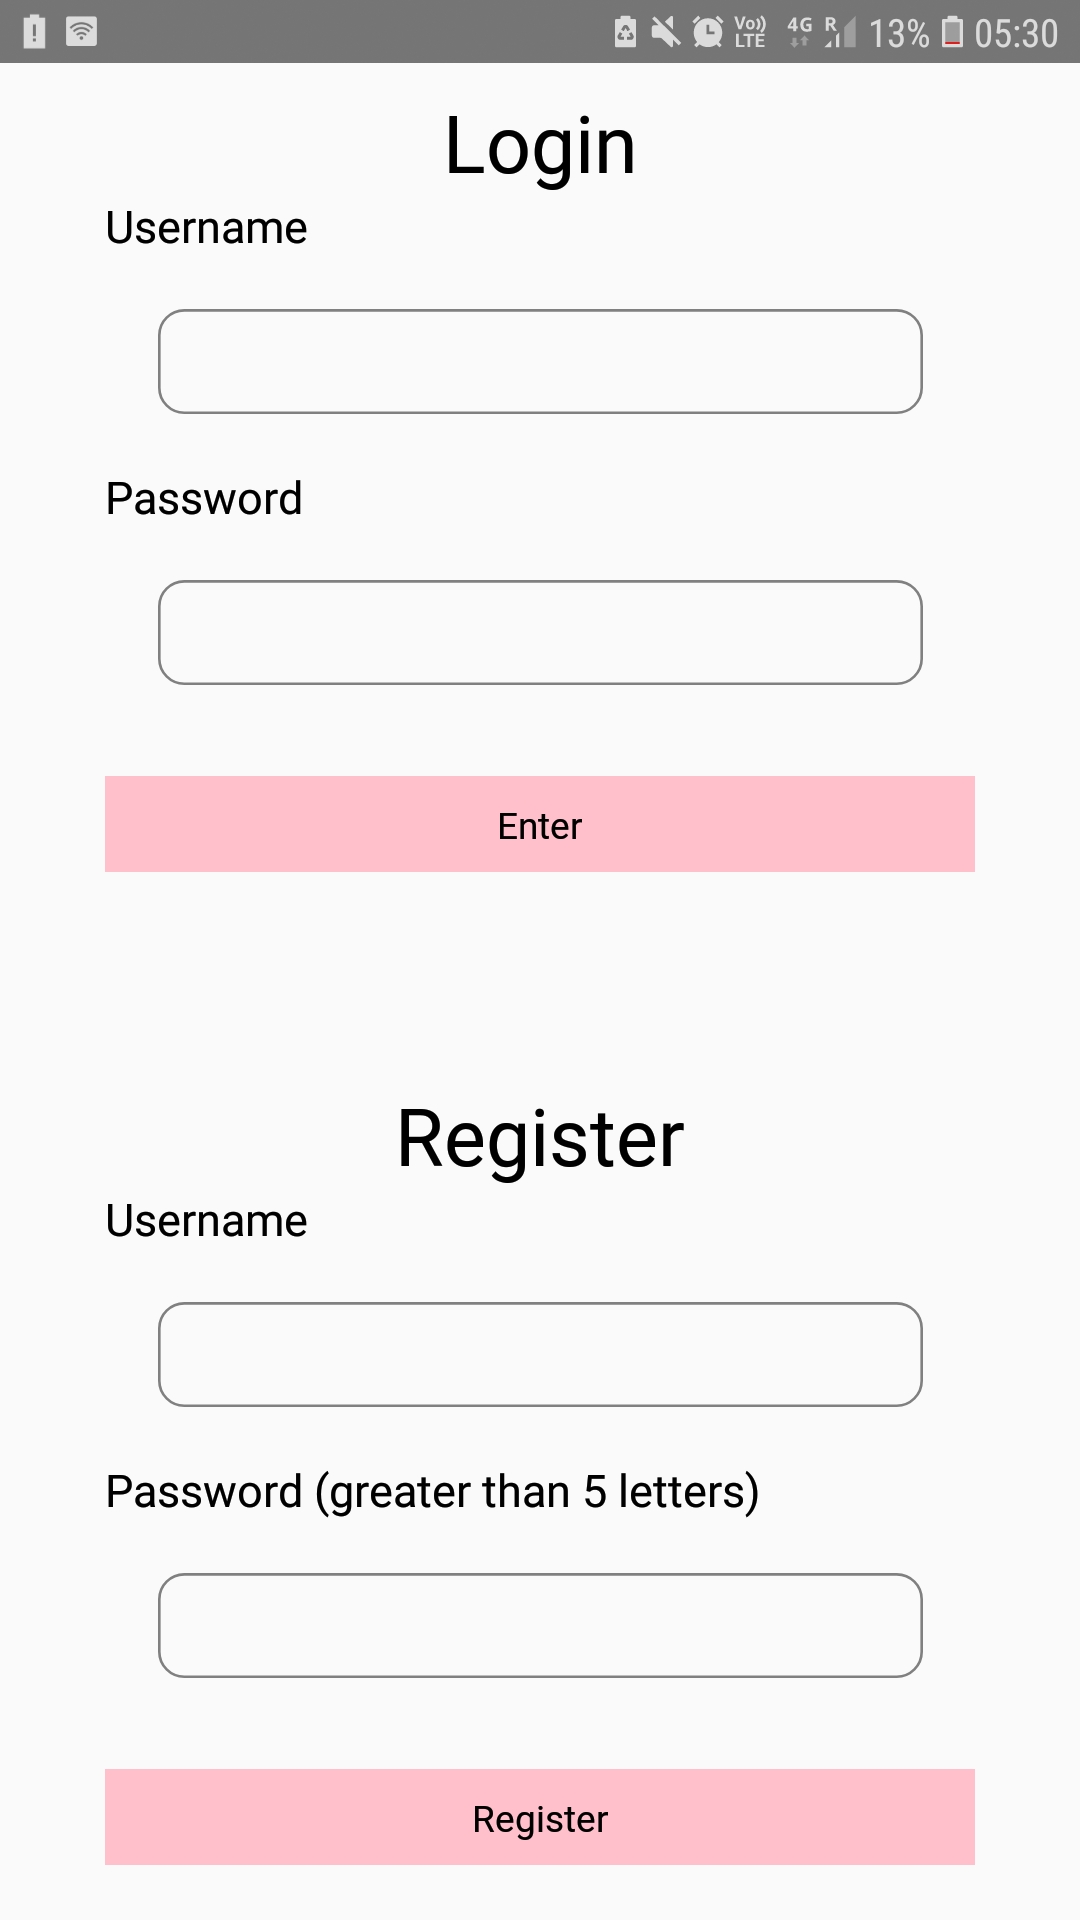 Vo)) LTE 4G R 13% 05:30
Login
Username
Password
Enter
Register
Username
Password (greater than 5 letters)
Register